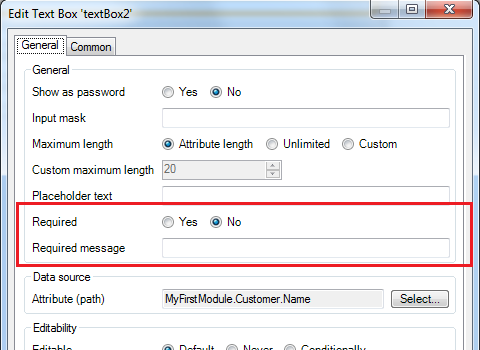 Edit Text Box 'textBox2'
General Common
General
Show as password Yes No
Input mask
Maximum length Attribute length Unlimited Custom
Custom maximum length 20
Placeholder text
Required Yes No
Required message
Data source
Attribute (path) MyFirstModule.Customer.Name Select...
Editability
Editable Default Never Conditionally